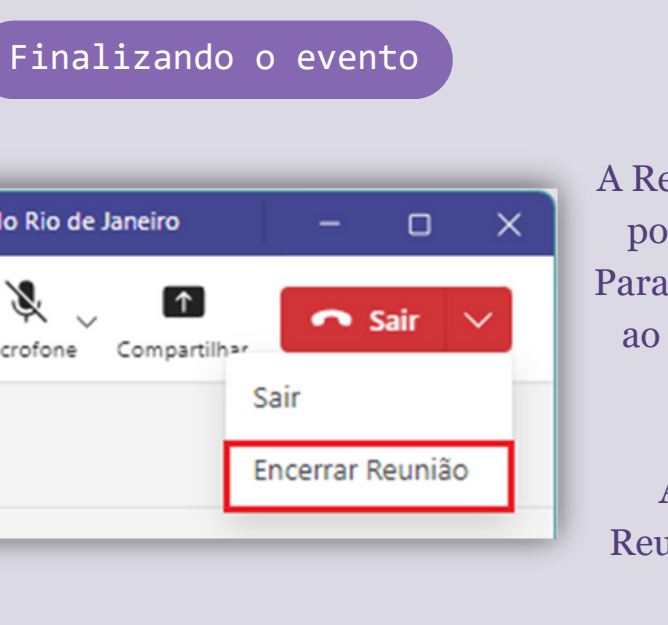 Finalizando o evento
do Rio de Janeiro
crofone Compartilhar Sair
Sair
Encerrar Reunião
A Re
po
Para
ao
A
Reu